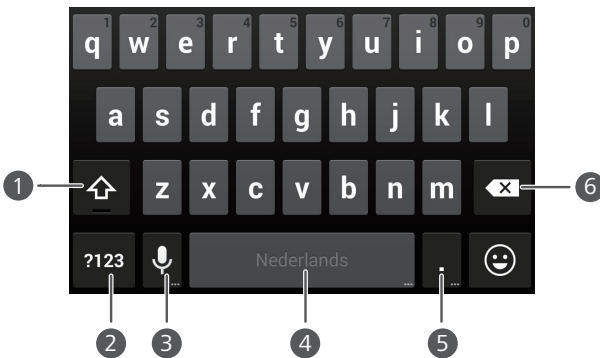 1 2 3 4 5 6 7 8 9 0
q w e r t y u i o p
a s d f g h j k l
1 z x c v b n m 6
?123 Nederlands .
2 3 4 5